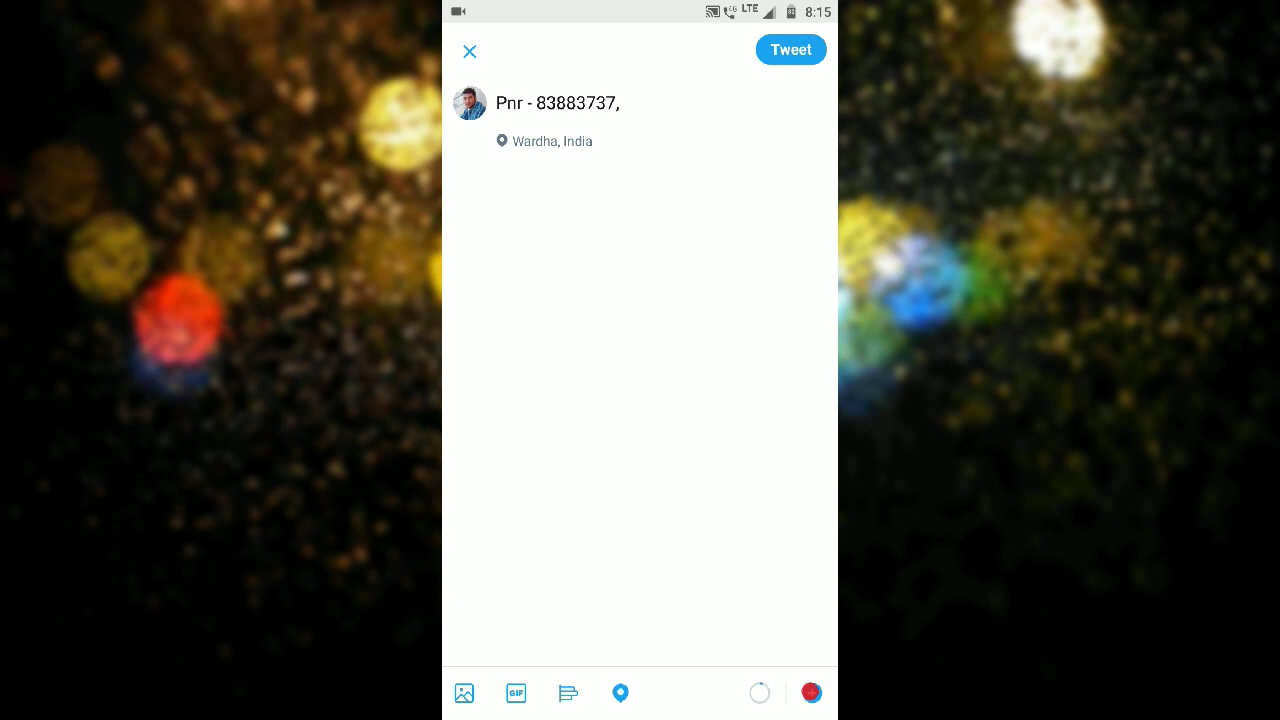 LTE 8:15
Tweet
Pnr - 83883737,
Wardha, India
GIF